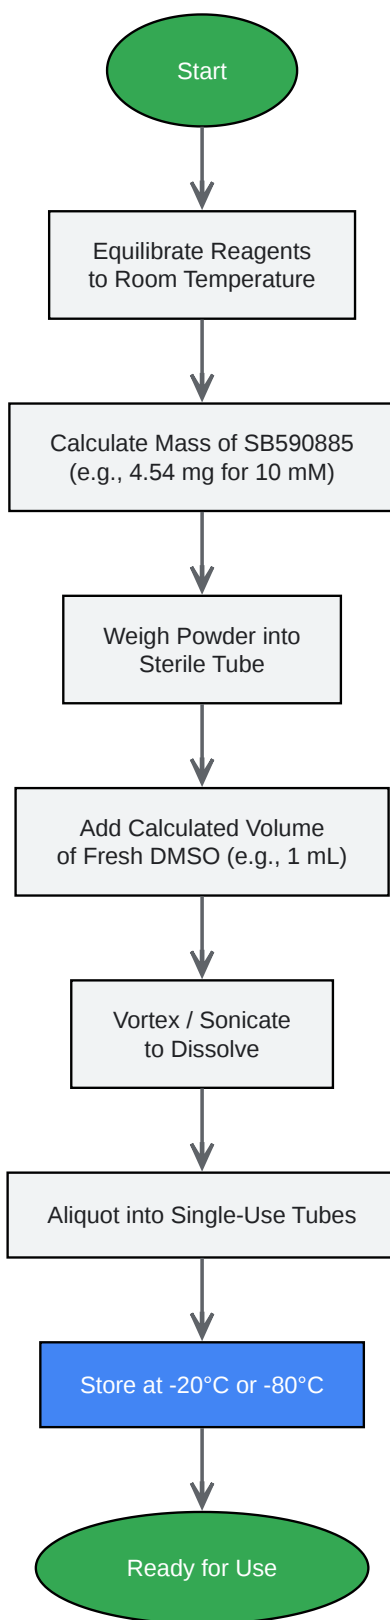 Start
Equilibrate Reagents
to Room Temperature
Calculate Mass of SB590885
(e.g., 4.54 mg for 10 mM)
Weigh Powder into
Sterile Tube
Add Calculated Volume
of Fresh DMSO (e.g., 1 mL)
Vortex / Sonicate
to Dissolve
Aliquot into Single-Use Tubes
Store at -20°C or -80°C
Ready for Use